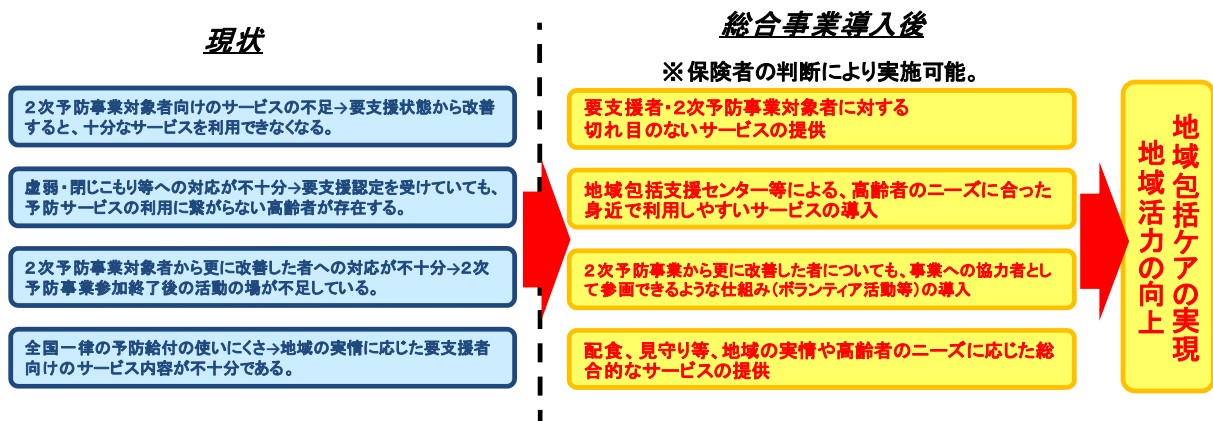 現状
２次予防事業対象者向けのサービスの不足→要支援状態から改善
すると、十分なサービスを利用できなくなる。
虚弱・閉じこもり等への対応が不十分→要支援認定を受けていても、
予防サービスの利用に繋がらない高齢者が存在する。
２次予防事業対象者から更に改善した者への対応が不十分→２次
予防事業参加終了後の活動の場が不足している。
全国一律の予防給付の使いにくさ→地域の実情に応じた要支援者
向けのサービス内容が不十分である。
総合事業導入後
※保険者の判断により実施可能。
要支援者・２次予防事業対象者に対する
切れ目のないサービスの提供
地域包括支援センター等による、高齢者のニーズに合った
身近で利用しやすいサービスの導入
２次予防事業から更に改善した者についても、事業への協力者とし
て参画できるような仕組み（ボランティア活動等）の導入
配食、見守り等、地域の実情や高齢者のニーズに応じた総
合的なサービスの提供
地域包括ケアの実現
地域活力の向上